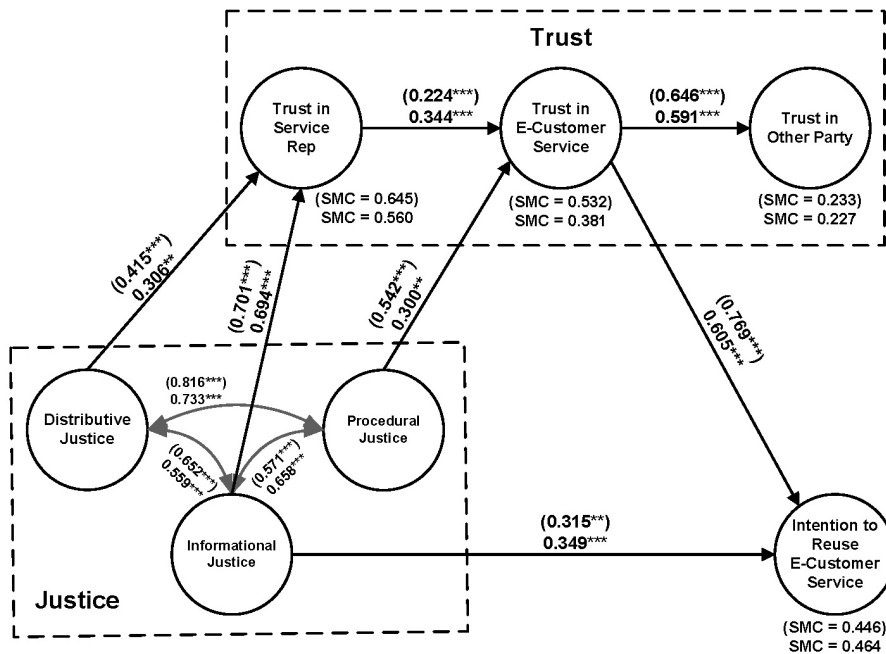 Trust
Trust in
Service
Rep
(0.224***)
0.344***
Trust in
E-Customer
Service
(0.646***)
0.591***
Trust in
Other Party
(SMC = 0.645)
SMC = 0.560
(SMC = 0.532)
SMC = 0.381
(SMC = 0.233)
SMC = 0.227
(0.415***)
0.306**
(0.701***)
0.694***
(0.542***)
0.300**
(0.769***)
0.605***
Distributive
Justice
(0.816***)
0.733***
Procedural
Justice
(0.652***)
0.559***
(0.571***)
0.658***
Informational
Justice
(0.315**)
0.349***
Intention to
Reuse
E-Customer
Service
Justice
(SMC = 0.446)
SMC = 0.464